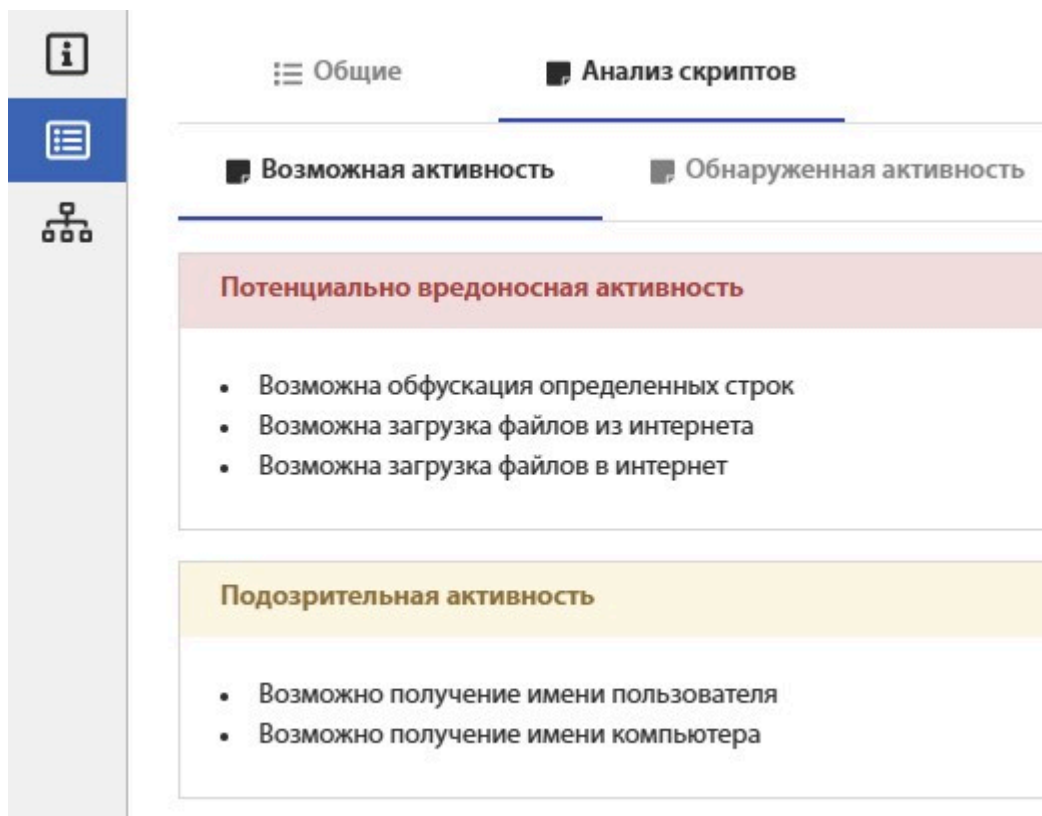 Общие
Анализ скриптов
Возможная активность
Обнаруженная активность
Потенциально вредоносная активность
• Возможна обфускация определенных строк
• Возможна загрузка файлов из интернета
• Возможна загрузка файлов в интернет
Подозрительная активность
• Возможно получение имени пользователя
• Возможно получение имени компьютера